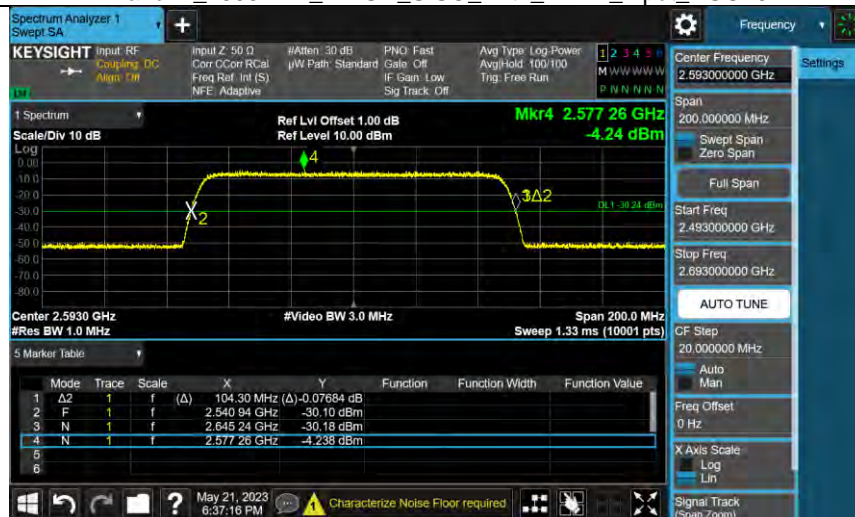 Spectrum Analyzer 1
Swept SA
+
Frequency
KEYSIGHT
Input: RF
Coupling: DC
Align: Off
Input Z: 50 Ω
Corr CCorr RCal
Freq Ref: Int (S)
NFE: Adaptive
#Atten: 30 dB
µW Path: Standard
PNO: Fast
Gate: Off
IF Gain: Low
Sig Track: Off
Avg Type: Log-Power
Avg|Hold: 100/100
Trig: Free Run
1 2 3 4 5 6
M W W W W W
P N N N N N
LM
1 Spectrum
Scale/Div 10 dB
Ref Lvl Offset 1.00 dB
Ref Level 10.00 dBm
Mkr4 2.577 26 GHz
-4.24 dBm
Log
0.00
-10.0
-20.0
-30.0
-40.0
-50.0
-60.0
-70.0
-80.0
4
2
3Δ2
DL1 -30.24 dBm
Center 2.5930 GHz
#Res BW 1.0 MHz
#Video BW 3.0 MHz
Span 200.0 MHz
Sweep 1.33 ms (10001 pts)
5 Marker Table
Mode Trace Scale X Y Function Function Width Function Value
1 Δ2 1 f (Δ) 104.30 MHz (Δ) -0.07684 dB
2 F 1 f 2.540 94 GHz -30.10 dBm
3 N 1 f 2.645 24 GHz -30.18 dBm
4 N 1 f 2.577 26 GHz -4.238 dBm
5
6
?
May 21, 2023
6:37:16 PM
Characterize Noise Floor required
Center Frequency
2.593000000 GHz
Settings
Span
200.000000 MHz
Swept Span
Zero Span
Full Span
Start Freq
2.493000000 GHz
Stop Freq
2.693000000 GHz
AUTO TUNE
CF Step
20.000000 MHz
Auto
Man
Freq Offset
0 Hz
X Axis Scale
Log
Lin
Signal Track
(Span Zoom)